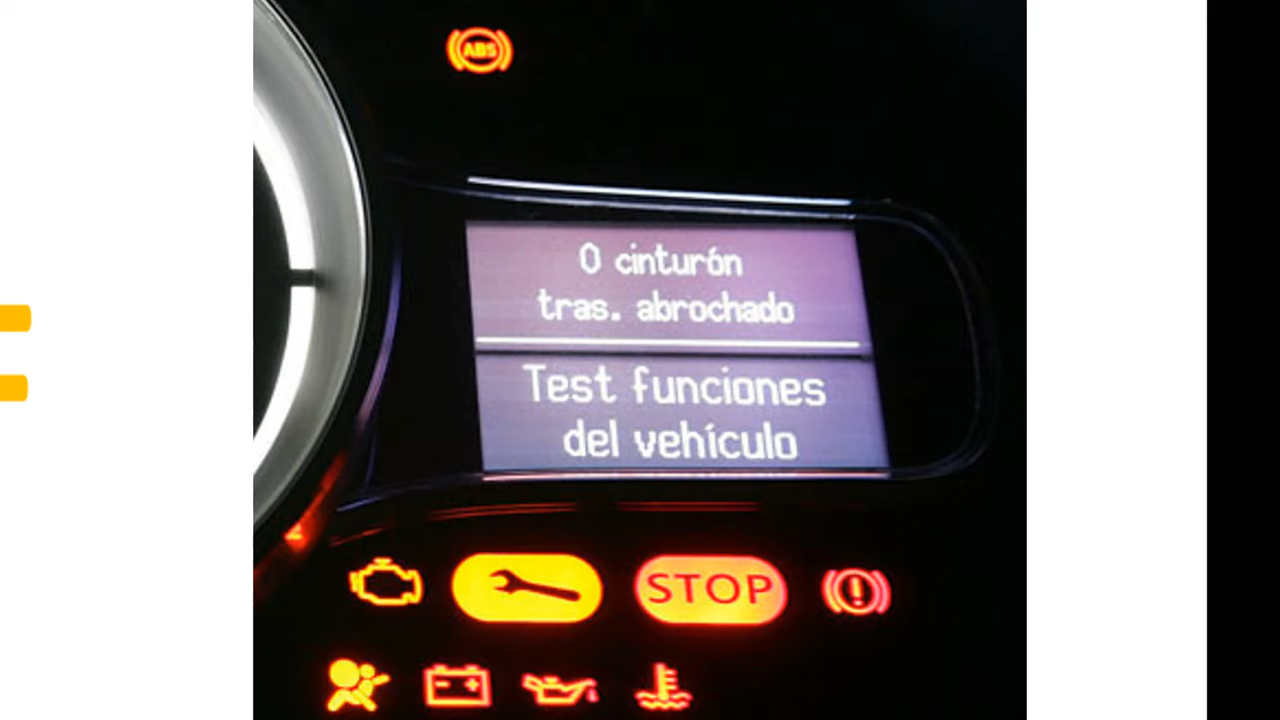 ABS
0 cinturón
tras. abrochado
Test funciones
del vehículo
STOP